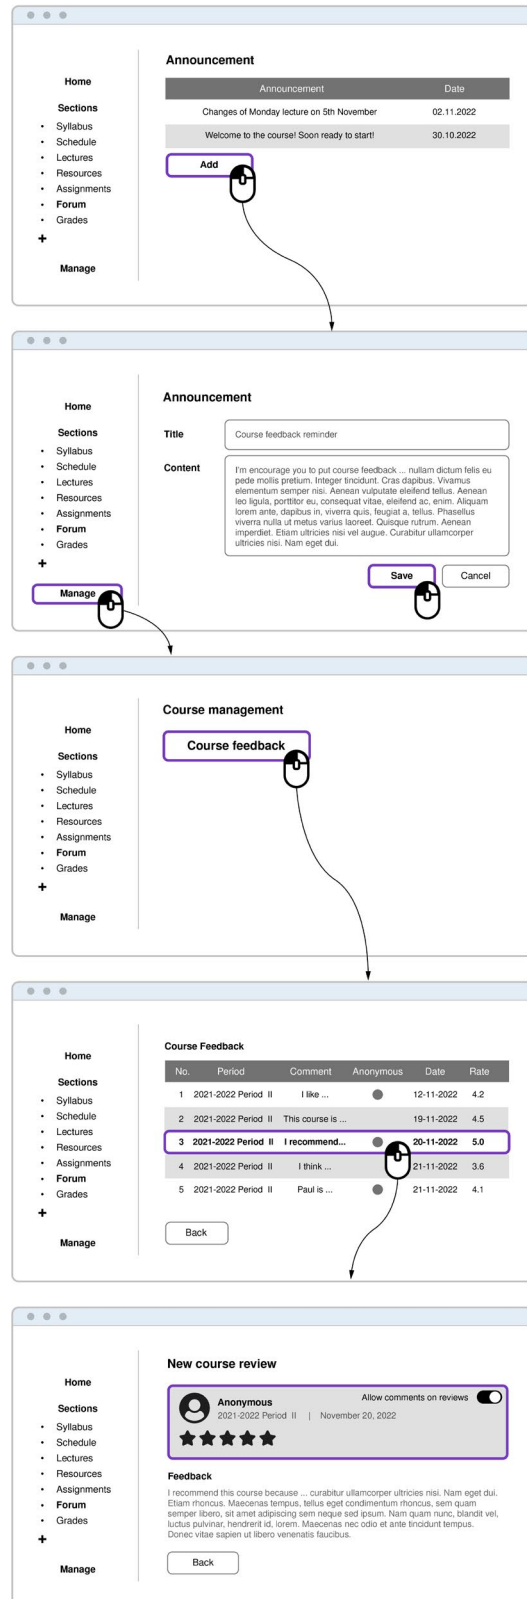 Announcement
Home
Sections
• Syllabus
• Schedule
• Lectures
• Resources
• Assignments
• Forum
• Grades
+
Manage
Announcement Date
Changes of Monday lecture on 5th November 02.11.2022
Welcome to the course! Soon ready to start! 30.10.2022
Add
Announcement
Home
Sections
• Syllabus
• Schedule
• Lectures
• Resources
• Assignments
• Forum
• Grades
+
Manage
Title
Course feedback reminder
Content
I'm encourage you to put course feedback ... nullam dictum felis eu
pede mollis pretium. Integer tincidunt. Cras dapibus. Vivamus
elementum semper nisi. Aenean vulputate eleifend tellus. Aenean
leo ligula, porttitor eu, consequat vitae, eleifend ac, enim. Aliquam
lorem ante, dapibus in, viverra quis, feugiat a, tellus. Phasellus
viverra nulla ut metus varius laoreet. Quisque rutrum. Aenean
imperdiet. Etiam ultricies nisi vel augue. Curabitur ullamcorper
ultricies nisi. Nam eget dui.
Save Cancel
Course management
Home
Sections
• Syllabus
• Schedule
• Lectures
• Resources
• Assignments
• Forum
• Grades
+
Manage
Course feedback
Course Feedback
Home
Sections
• Syllabus
• Schedule
• Lectures
• Resources
• Assignments
• Forum
• Grades
+
Manage
No. Period Comment Anonymous Date Rate
1 2021-2022 Period II I like ... 12-11-2022 4.2
2 2021-2022 Period II This course is ... 19-11-2022 4.5
3 2021-2022 Period II I recommend... 20-11-2022 5.0
4 2021-2022 Period II I think ... 21-11-2022 3.6
5 2021-2022 Period II Paul is ... 21-11-2022 4.1
Back
New course review
Home
Sections
• Syllabus
• Schedule
• Lectures
• Resources
• Assignments
• Forum
• Grades
+
Manage
Allow comments on reviews
Anonymous
2021-2022 Period II | November 20, 2022
Feedback
I recommend this course because ... curabitur ullamcorper ultricies nisi. Nam eget dui.
Etiam rhoncus. Maecenas tempus, tellus eget condimentum rhoncus, sem quam
semper libero, sit amet adipiscing sem neque sed ipsum. Nam quam nunc, blandit vel,
luctus pulvinar, hendrerit id, lorem. Maecenas nec odio et ante tincidunt tempus.
Donec vitae sapien ut libero venenatis faucibus.
Back